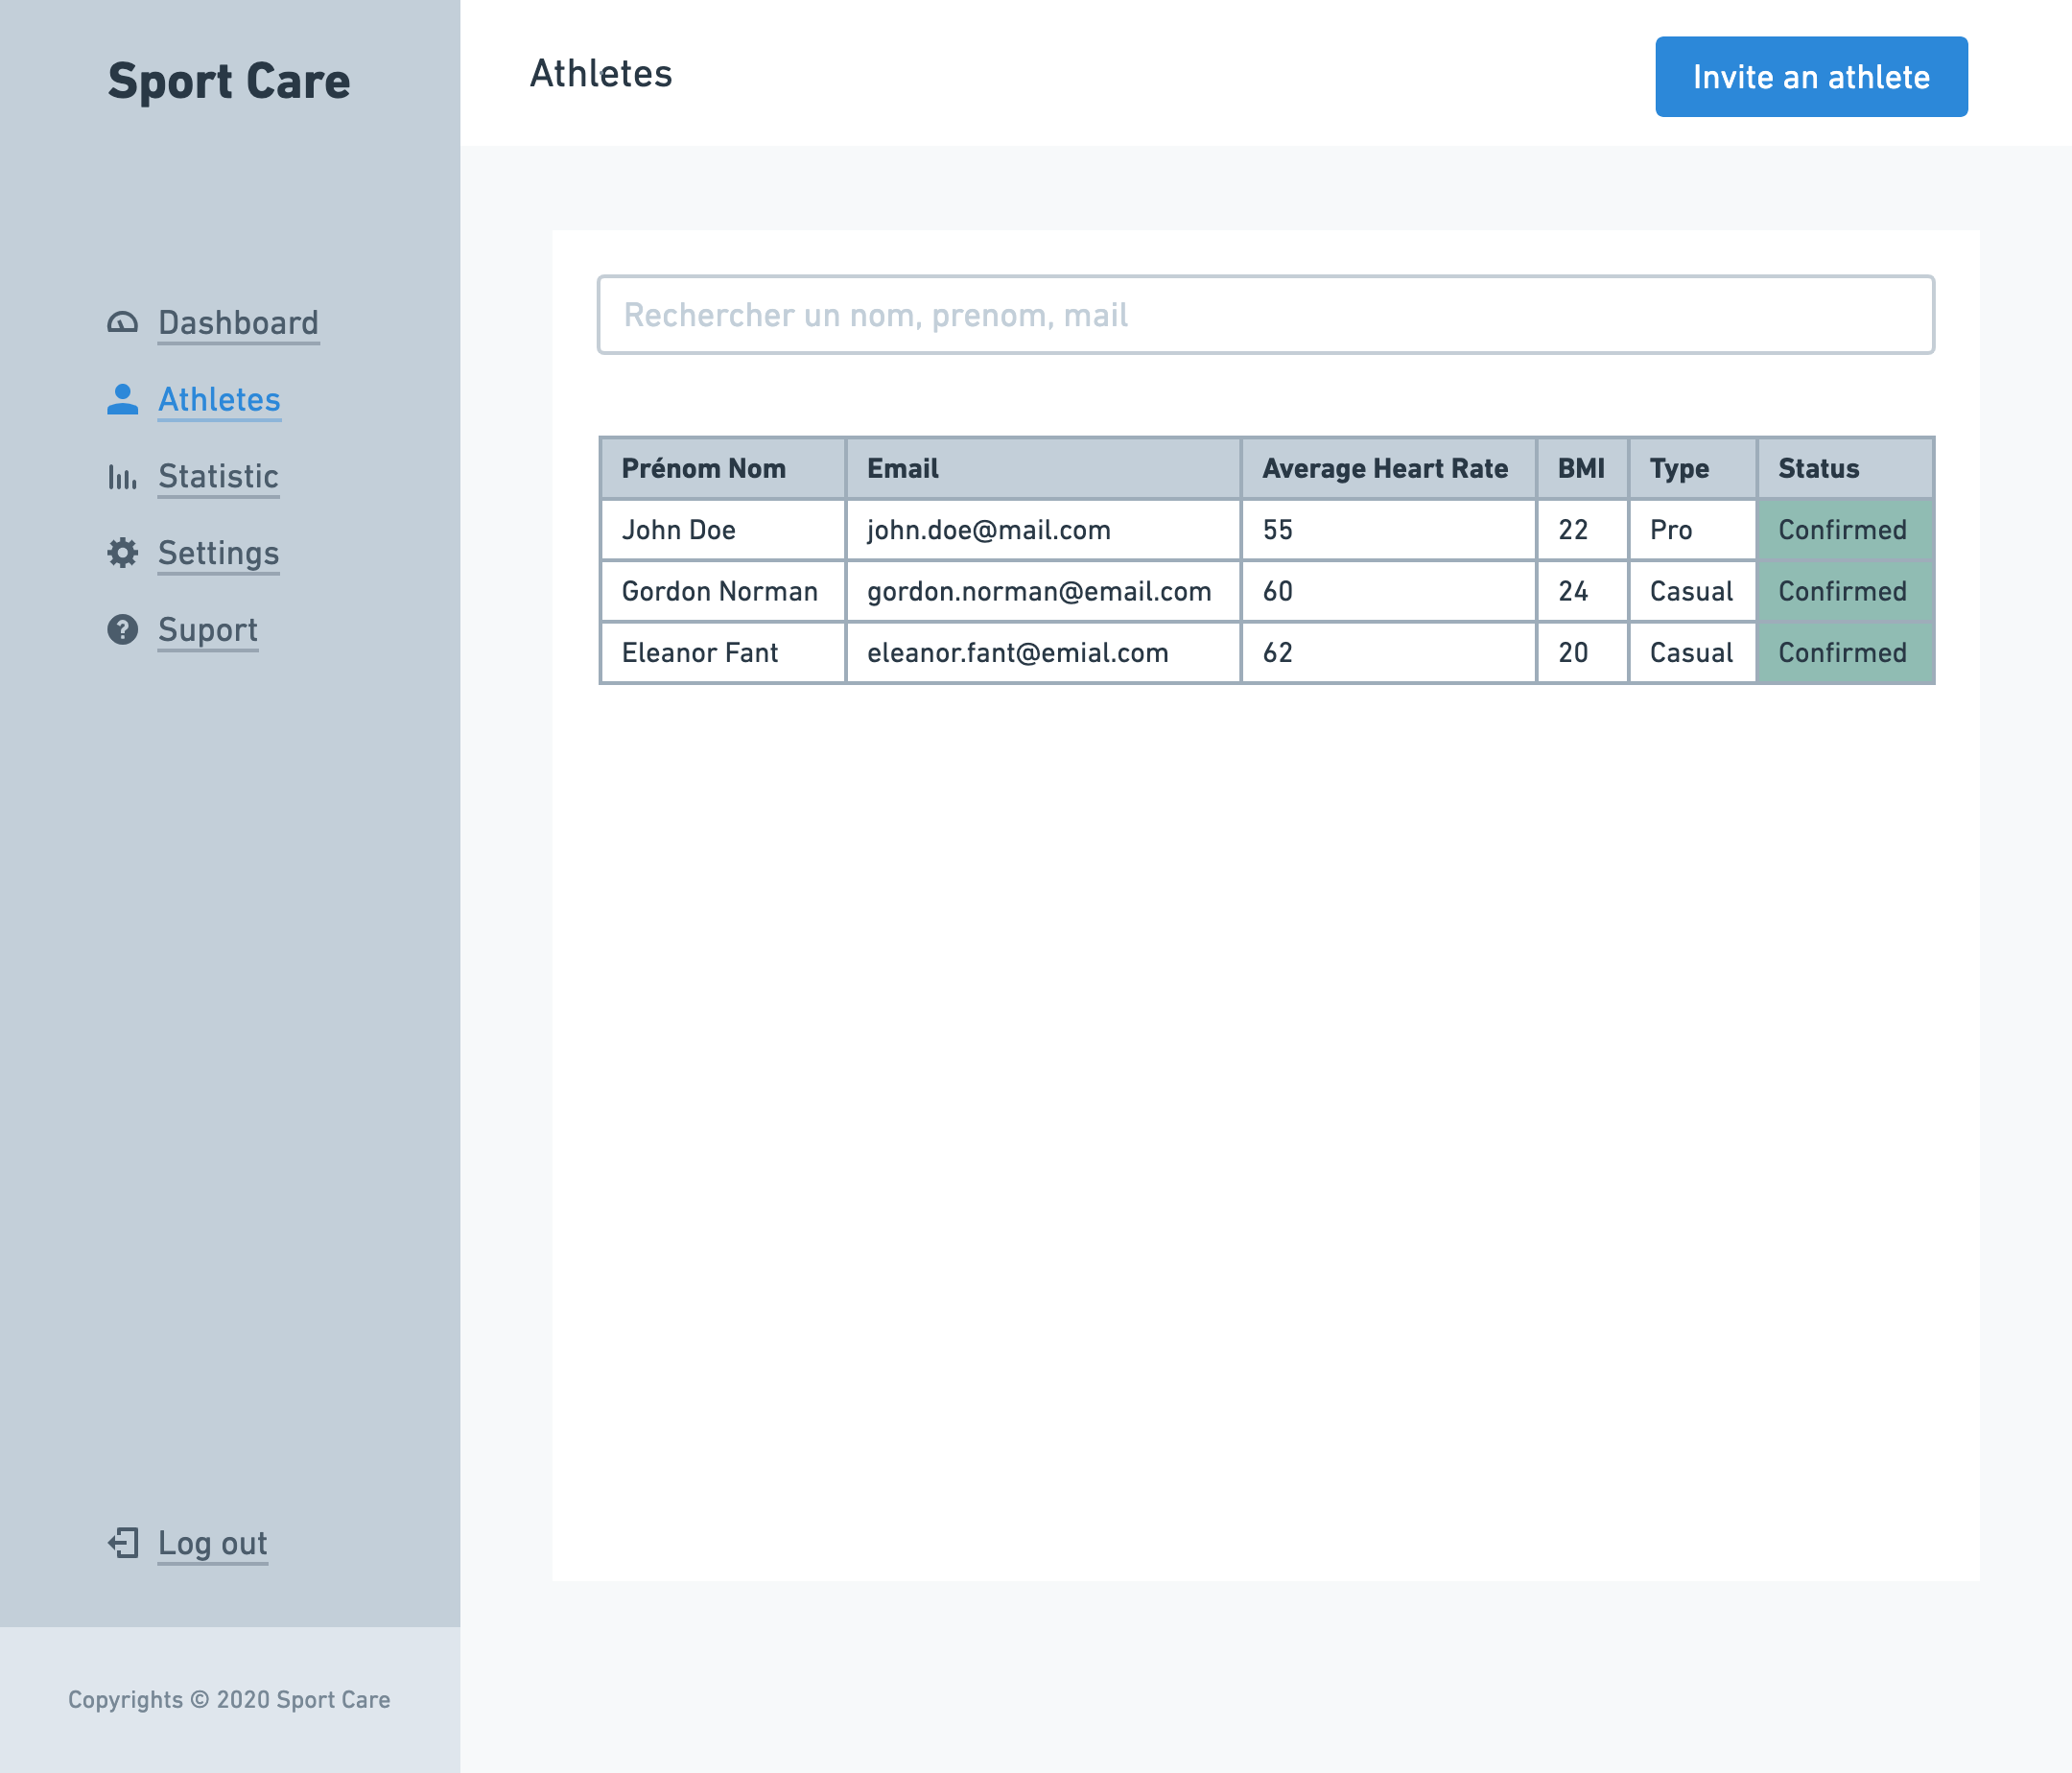 Sport Care
Athletes
Invite an athlete
Dashboard
Athletes
Statistic
Settings
Suport
Log out
Copyrights © 2020 Sport Care
Rechercher un nom, prenom, mail
Prénom Nom Email Average Heart Rate BMI Type Status
John Doe john.doe@mail.com 55 22 Pro Confirmed
Gordon Norman gordon.norman@email.com 60 24 Casual Confirmed
Eleanor Fant eleanor.fant@emial.com 62 20 Casual Confirmed